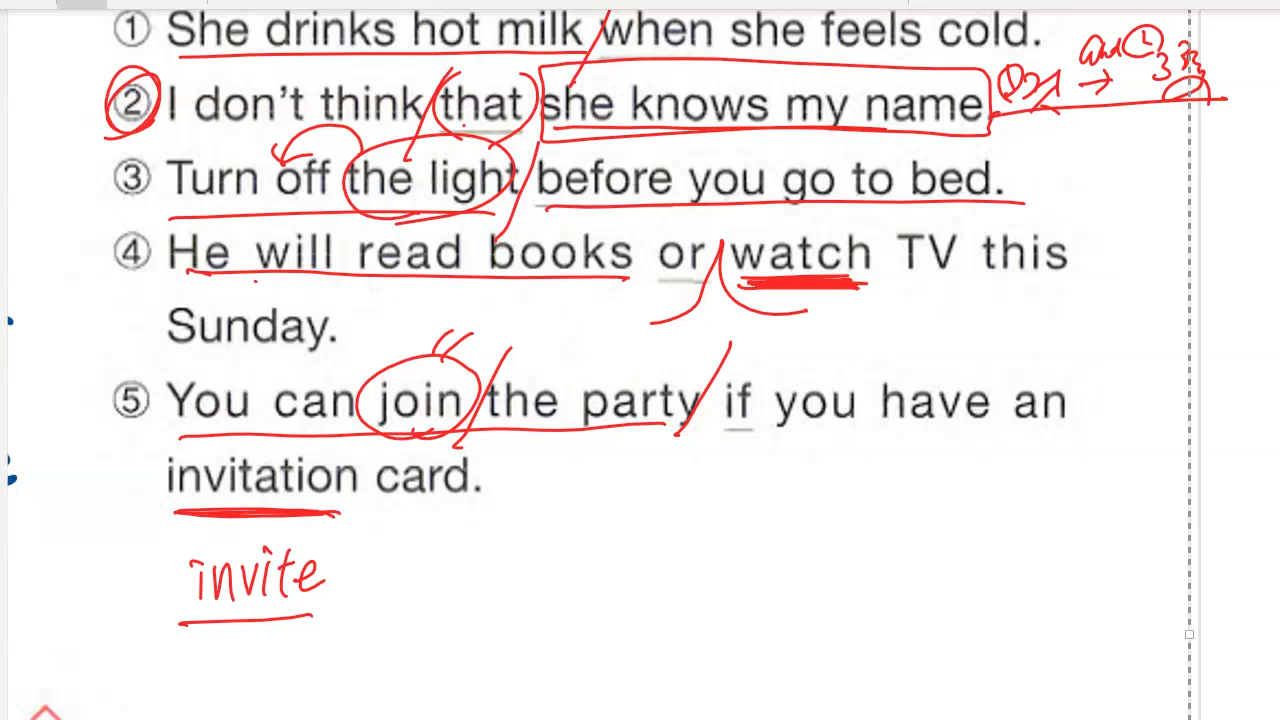 ① She drinks hot milk when she feels cold.
② I don't think that she knows my name
③ Turn off the light before you go to bed.
④ He will read books or watch TV this
Sunday.
⑤ You can join the party if you have an
invitation card.
invite